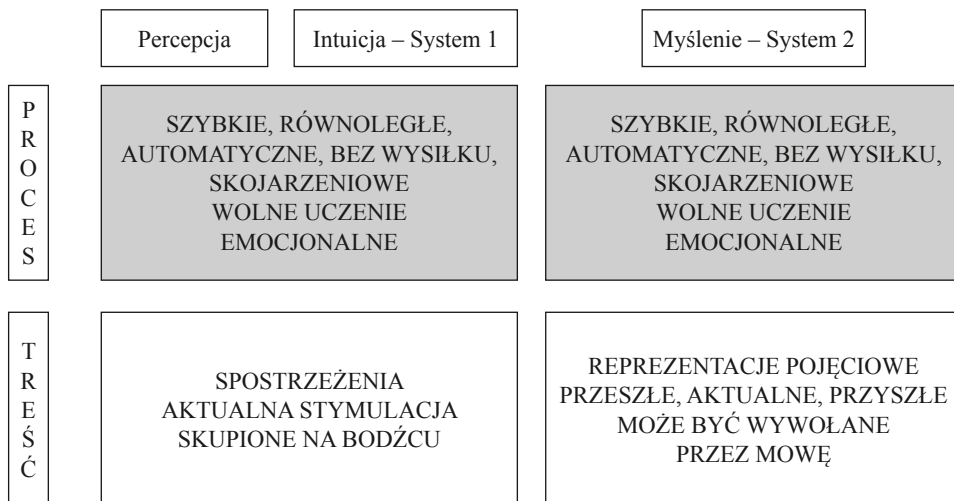 Percepcja
Intuicja – System 1
Myślenie – System 2
PROCES
SZYBKIE, RÓWNOLEGŁE,
AUTOMATYCZNE, BEZ WYSIŁKU,
SKOJARZENIOWE
WOLNE UCZENIE
EMOCJONALNE
SZYBKIE, RÓWNOLEGŁE,
AUTOMATYCZNE, BEZ WYSIŁKU,
SKOJARZENIOWE
WOLNE UCZENIE
EMOCJONALNE
TREŚĆ
SPOSTRZEŻENIA
AKTUALNA STYMULACJA
SKUPIONE NA BODŹCU
REPREZENTACJE POJĘCIOWE
PRZESZŁE, AKTUALNE, PRZYSZŁE
MOŻE BYĆ WYWOŁANE
PRZEZ MOWĘ